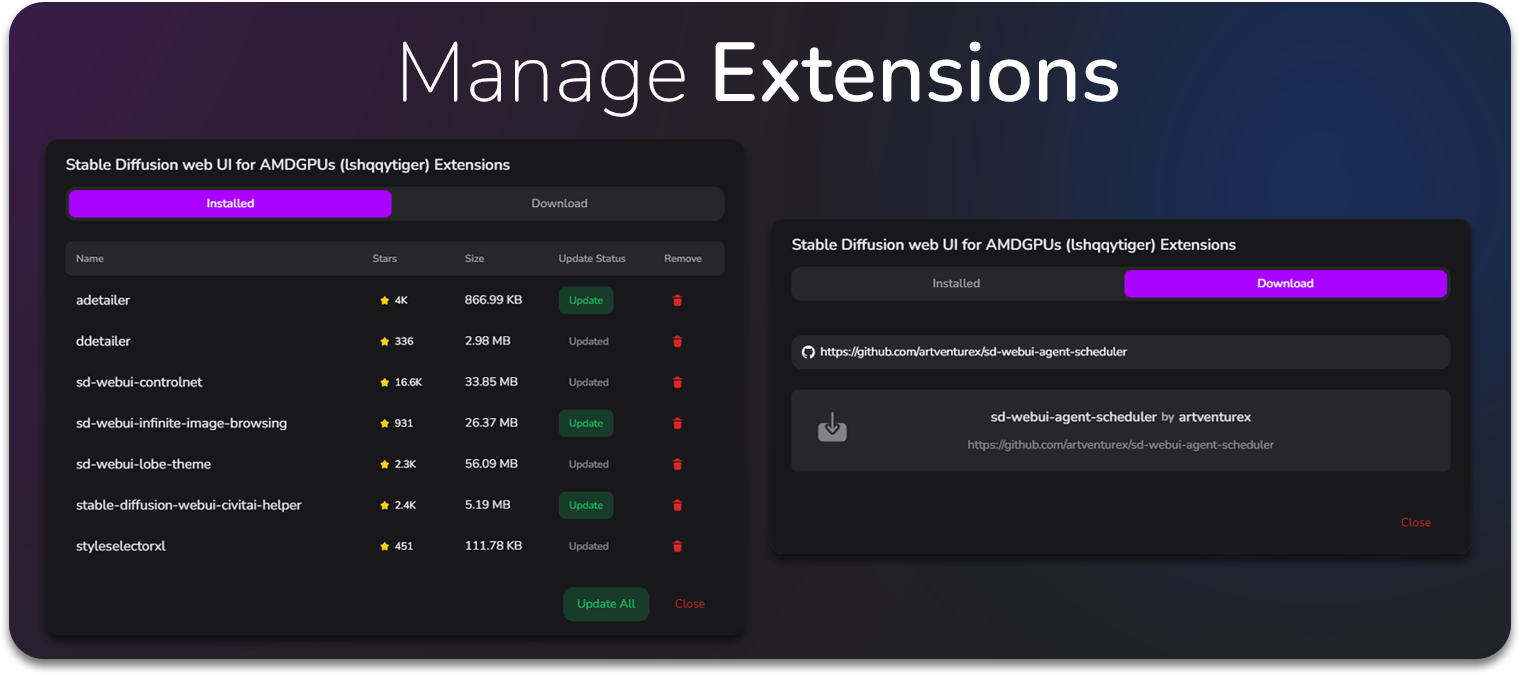 Manage Extensions
Stable Diffusion web UI for AMDGPUs (lshqqytiger) Extensions
Installed Download
Name Stars Size Update Status Remove
adetailer 4K 866.99 KB Update
ddetailer 336 2.98 MB Updated
sd-webui-controlnet 16.6K 33.85 MB Updated
sd-webui-infinite-image-browsing 931 26.37 MB Update
sd-webui-lobe-theme 2.3K 56.09 MB Updated
stable-diffusion-webui-civitai-helper 2.4K 5.19 MB Update
styleselectorxl 451 111.78 KB Updated
Update All Close
Stable Diffusion web UI for AMDGPUs (lshqqytiger) Extensions
Installed Download
https://github.com/artventurex/sd-webui-agent-scheduler
sd-webui-agent-scheduler by artventurex
https://github.com/artventurex/sd-webui-agent-scheduler
Close